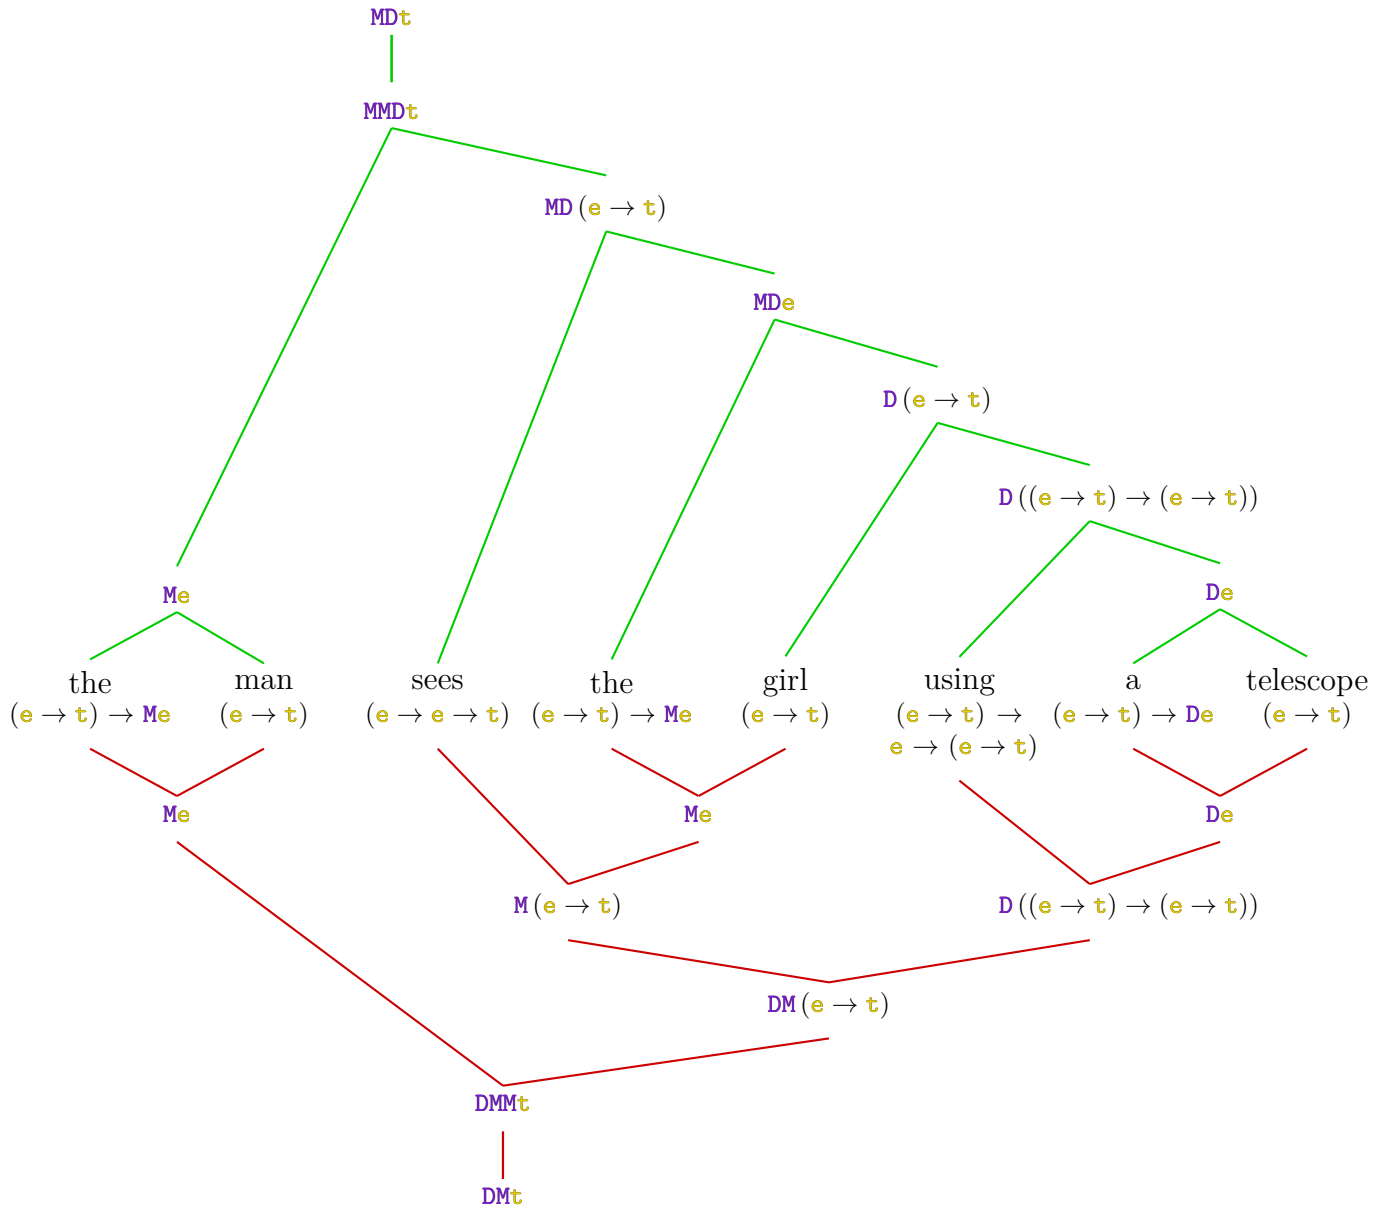 MDt
MMDt
MD (e → t)
MDe
D (e → t)
D ((e → t) → (e → t))
Me
De
the man sees the girl using a telescope
(e → t) → Me (e → t) (e → e → t) (e → t) → Me (e → t) (e → t) → (e → t) → De (e → t)
e → (e → t)
Me Me De
M (e → t) D ((e → t) → (e → t))
DM (e → t)
DMMt
DMt